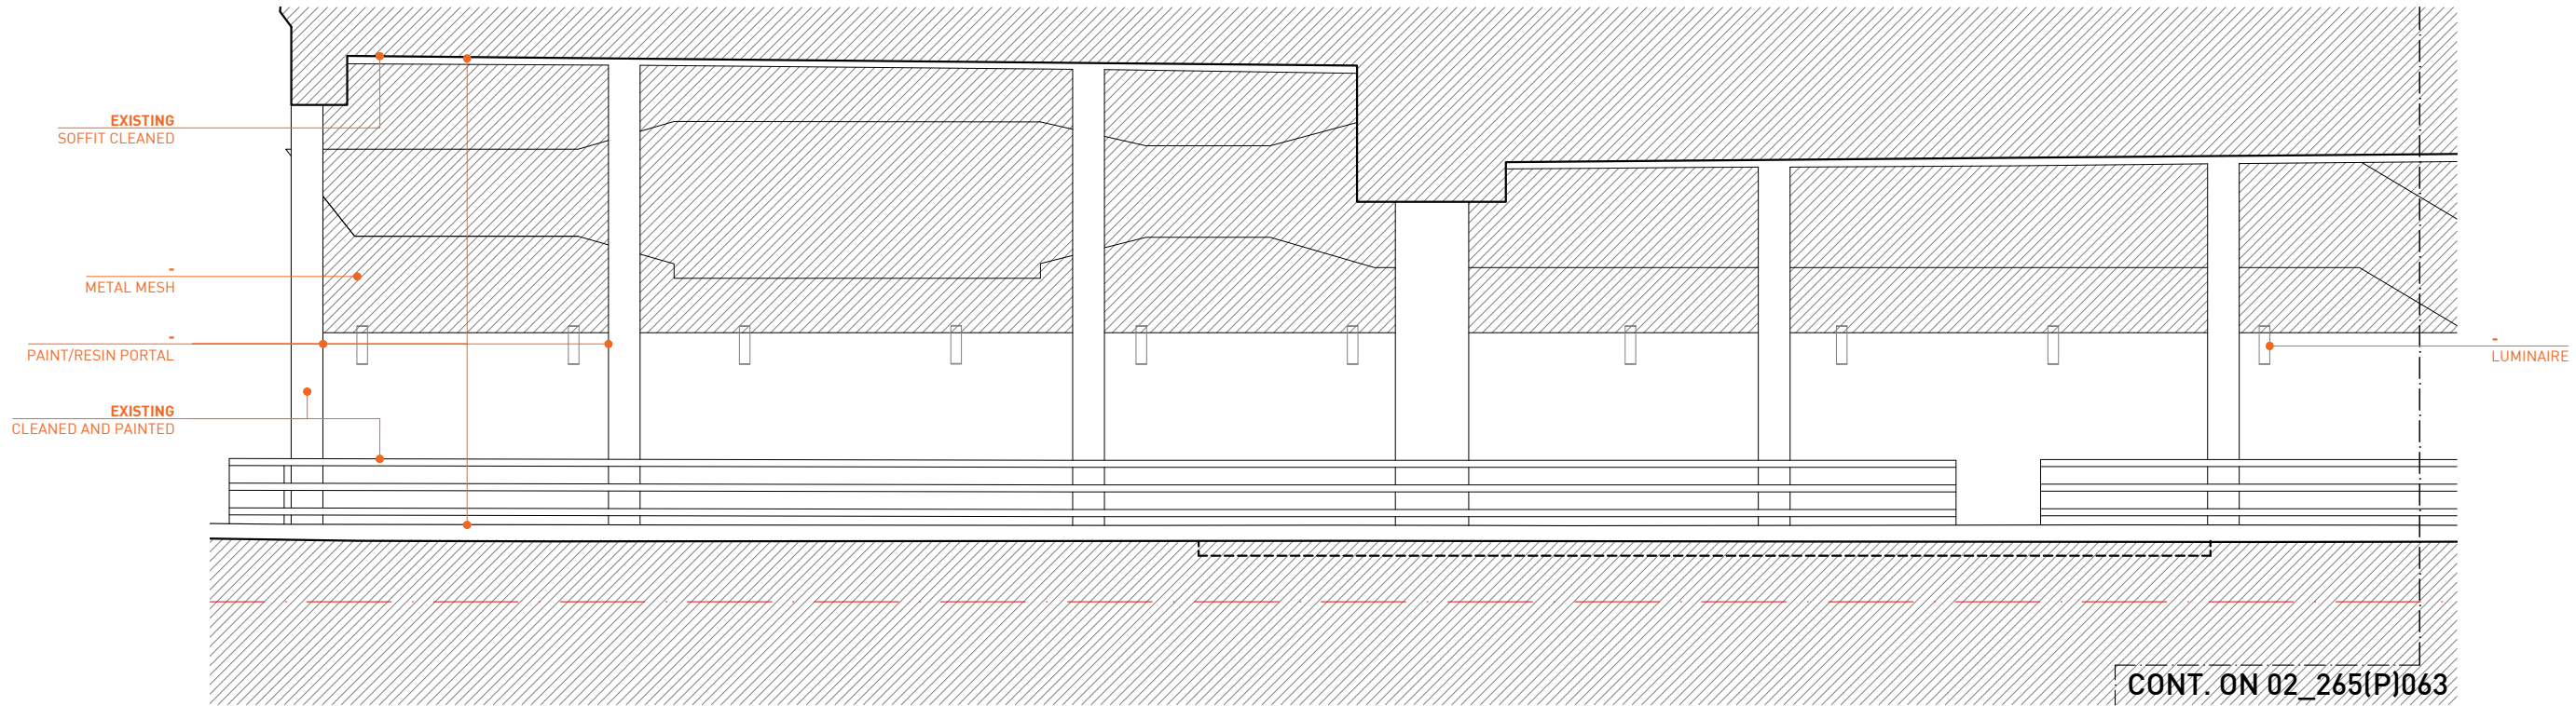 EXISTING
SOFFIT CLEANED
-
METAL MESH
-
PAINT/RESIN PORTAL
EXISTING
CLEANED AND PAINTED
-
LUMINAIRE
CONT. ON 02_265(P)063